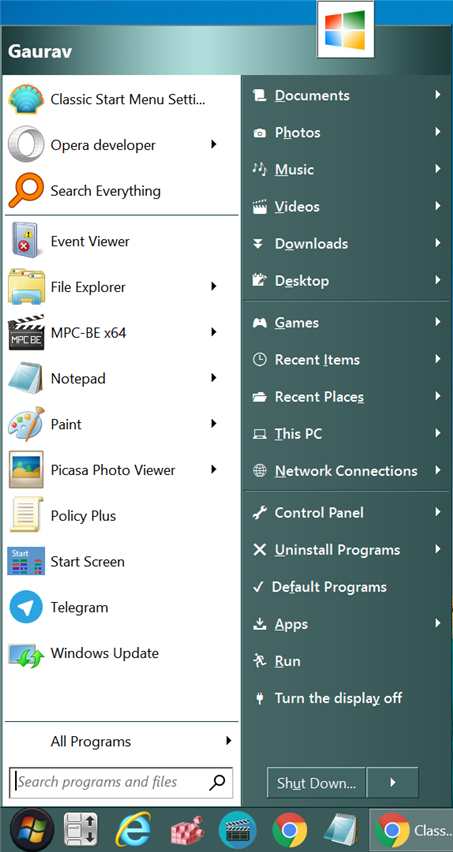 Gaurav
Classic Start Menu Setti...
Opera developer
Search Everything
Event Viewer
File Explorer
MPC-BE x64
MPC BE
Notepad
Paint
Picasa Photo Viewer
Policy Plus
Start
Start Screen
Telegram
Windows Update
All Programs
Search programs and files
Documents
Photos
Music
Videos
Downloads
Desktop
Games
Recent Items
Recent Places
This PC
Network Connections
Control Panel
Uninstall Programs
Default Programs
Apps
Run
Turn the display off
Shut Down...
Class...